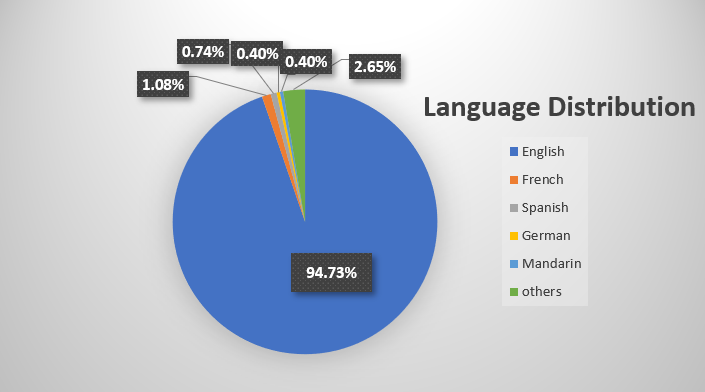 0.74%
0.40%
0.40%
2.65%
1.08%
Language Distribution
English
French
Spanish
German
Mandarin
others
94.73%